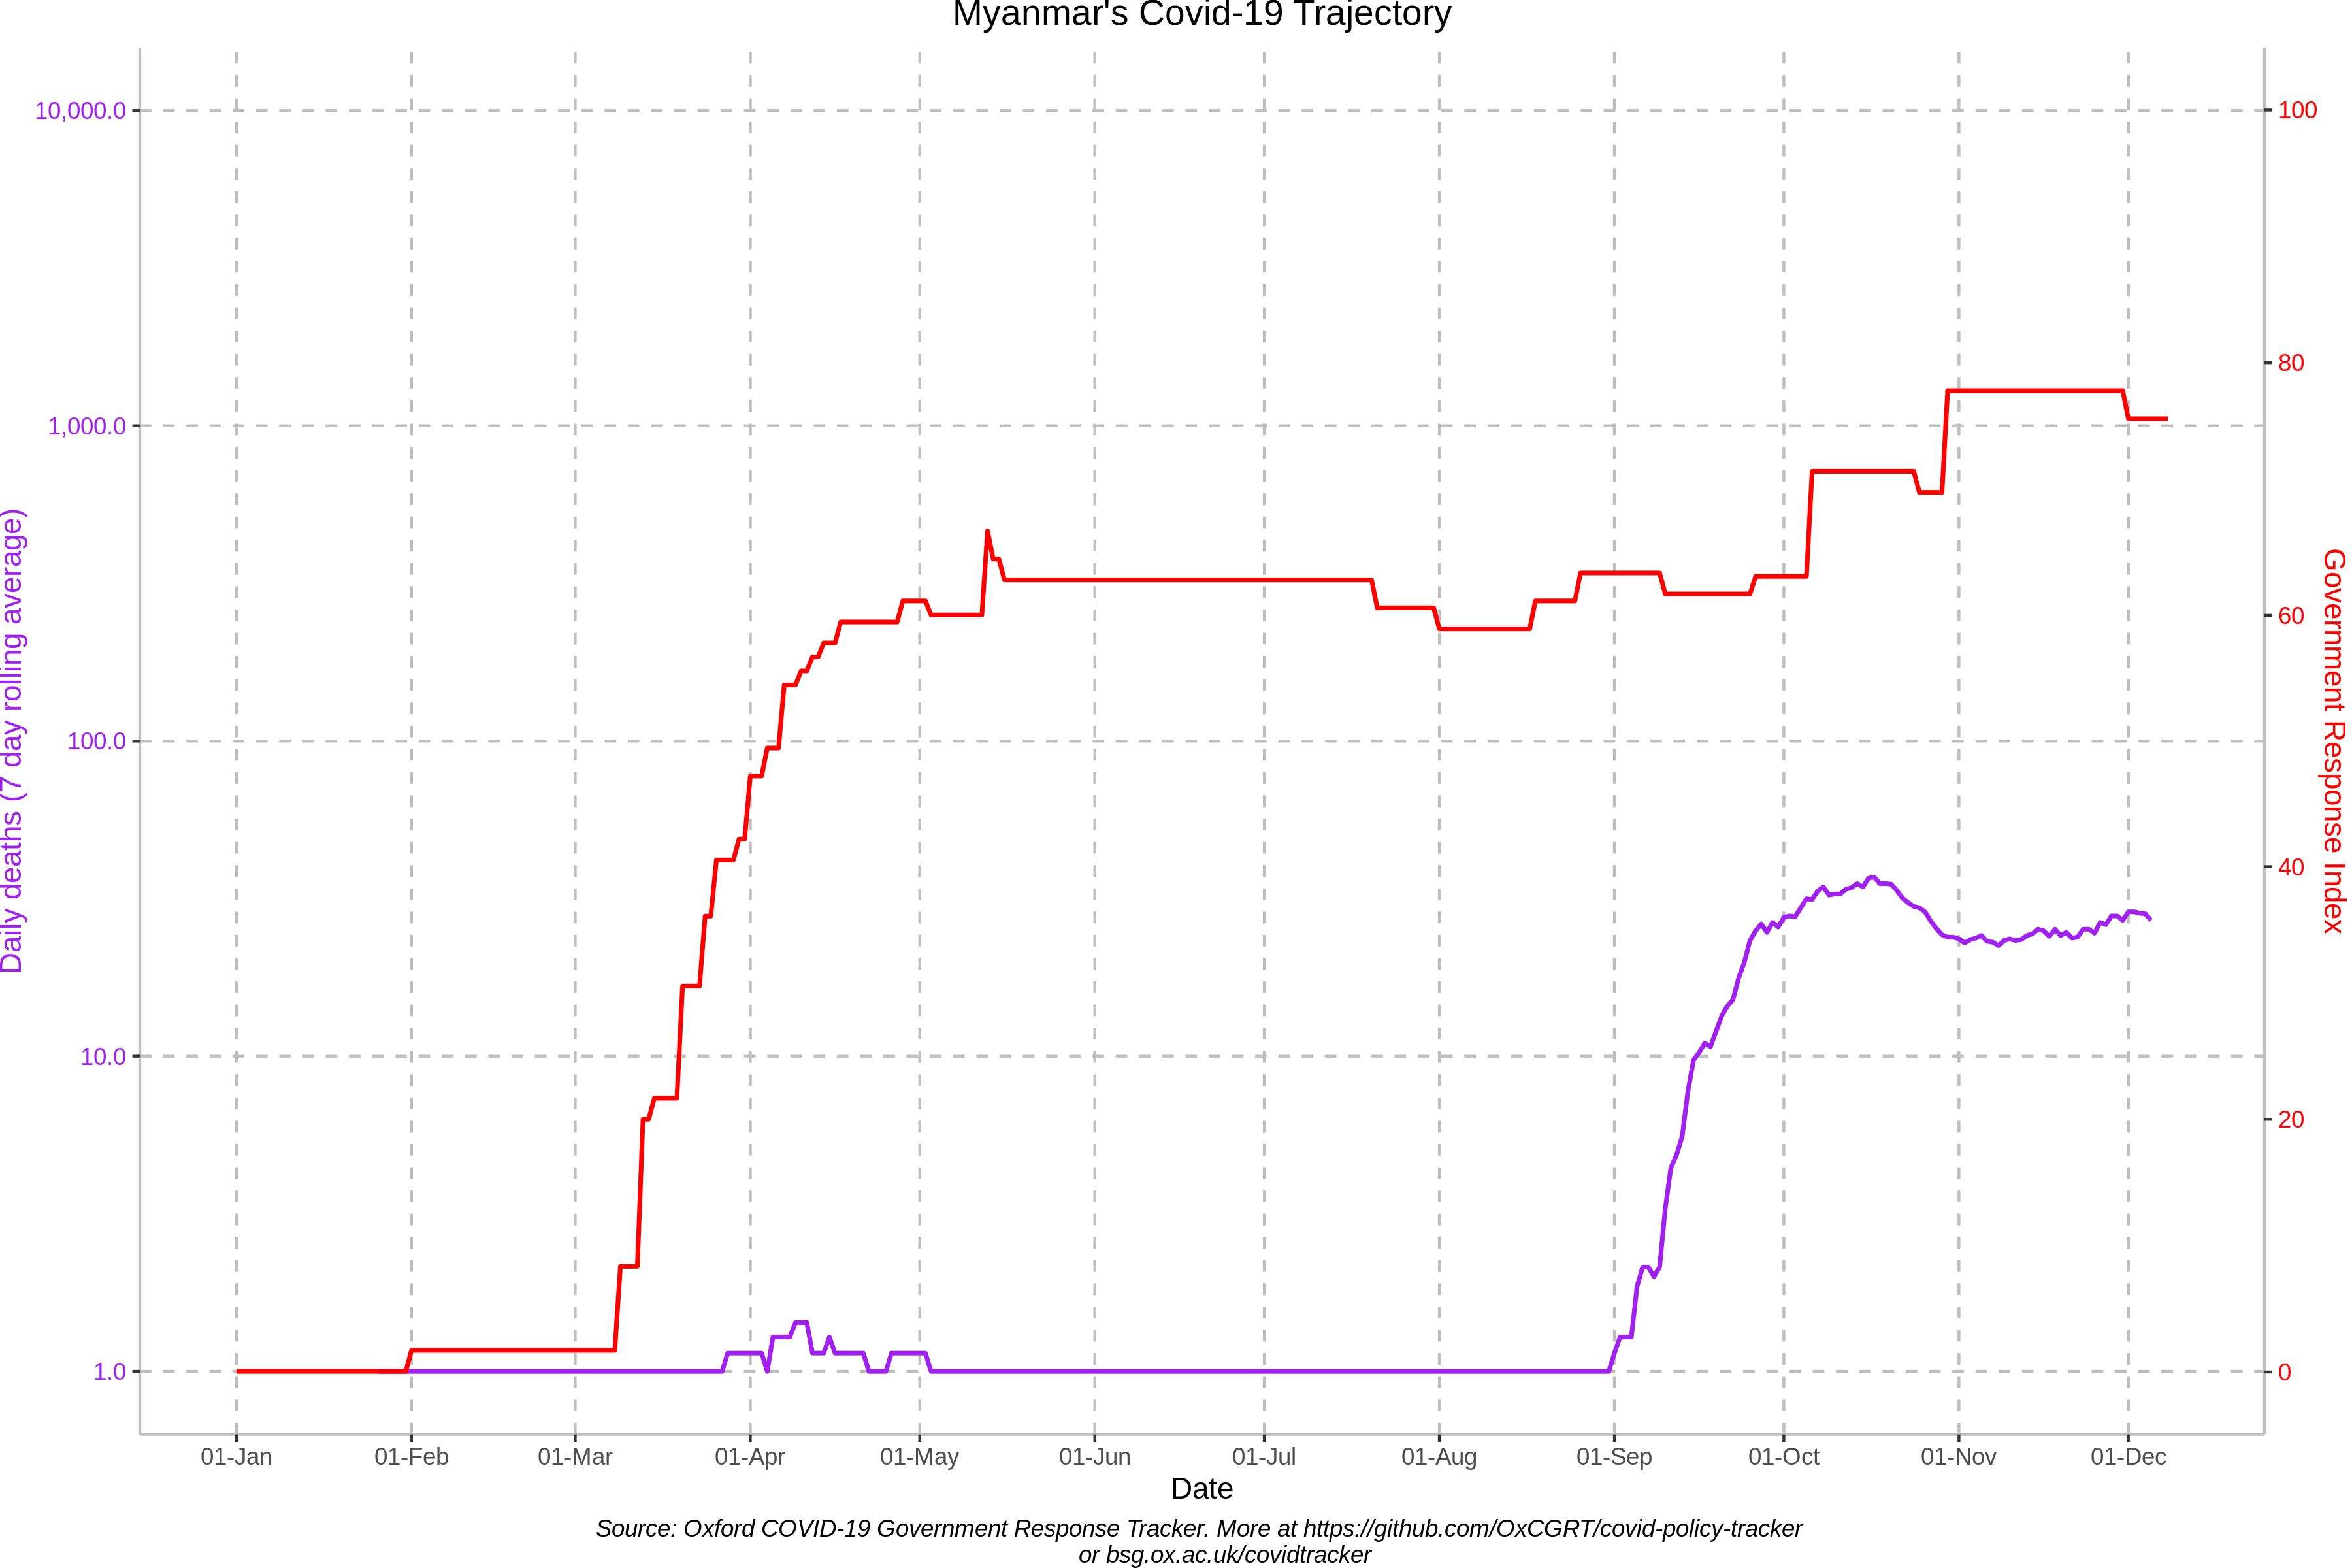 Myanmar's Covid-19 Trajectory
10,000.0
1,000.0
100.0
10.0
1.0
Daily deaths (7 day rolling average)
100
80
60
40
20
0
Government Response Index
01-Jan 01-Feb 01-Mar 01-Apr 01-May 01-Jun 01-Jul 01-Aug 01-Sep 01-Oct 01-Nov 01-Dec
Date
Source: Oxford COVID-19 Government Response Tracker. More at https://github.com/OxCGRT/covid-policy-tracker
or bsg.ox.ac.uk/covidtracker